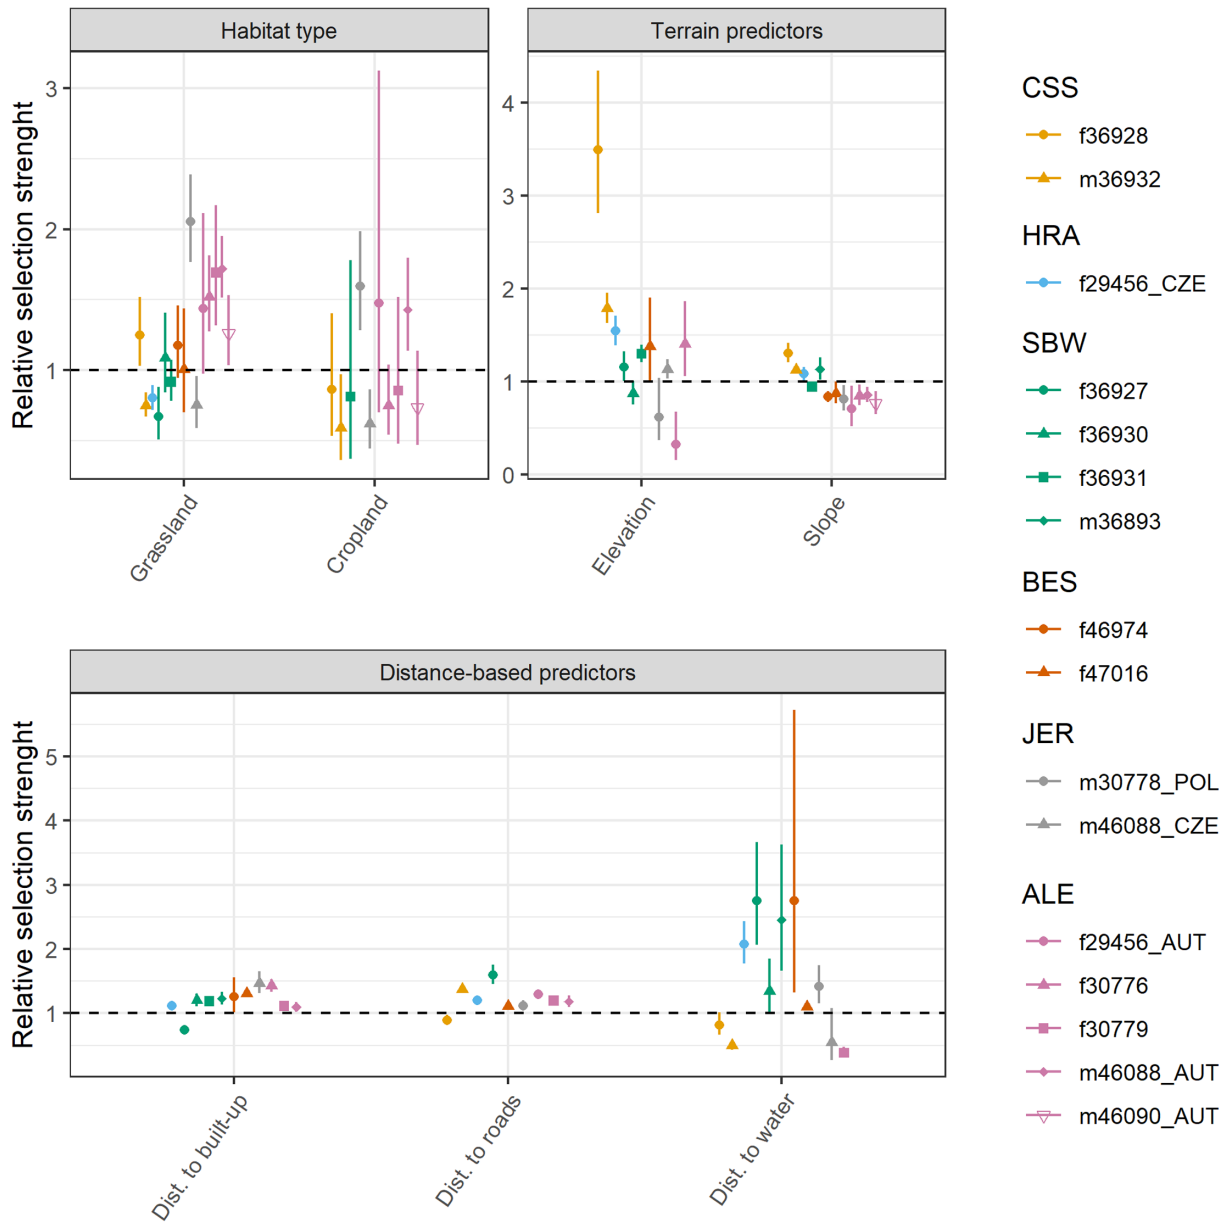 Habitat type
Terrain predictors
Relative selection strenght
3
2
1
4
3
2
1
0
Grassland
Cropland
Elevation
Slope
Distance-based predictors
Relative selection strenght
5
4
3
2
1
Dist. to built-up
Dist. to roads
Dist. to water
CSS
f36928
m36932
HRA
f29456_CZE
SBW
f36927
f36930
f36931
m36893
BES
f46974
f47016
JER
m30778_POL
m46088_CZE
ALE
f29456_AUT
f30776
f30779
m46088_AUT
m46090_AUT